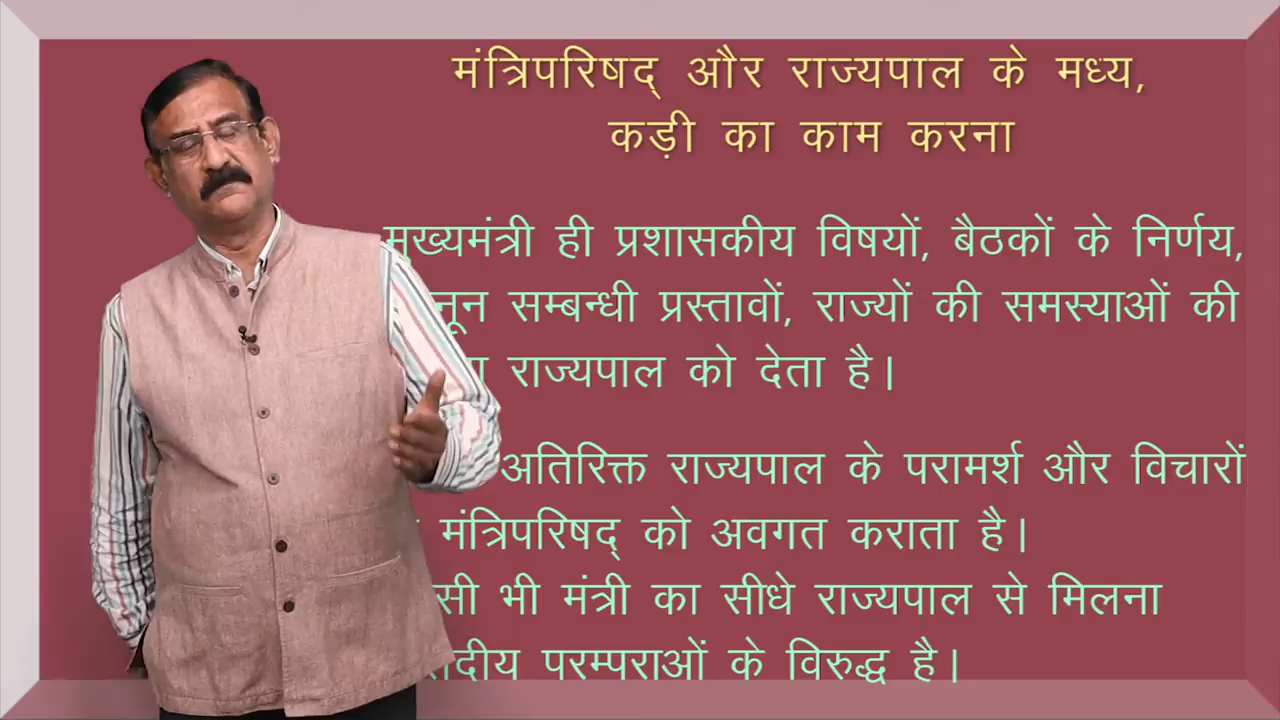 मंत्रिपरिषद् और राज्यपाल के मध्य,
कड़ी का काम करना
मुख्यमंत्री ही प्रशासकीय विषयों, बैठकों के निर्णय,
सम्बन्धी प्रस्तावों, राज्यों की समस्याओं की
राज्यपाल को देता है।
अतिरिक्त राज्यपाल के परामर्श और विचारों
मंत्रिपरिषद् को अवगत कराता है।
भी मंत्री का सीधे राज्यपाल से मिलना
परम्पराओं के विरुद्ध है।